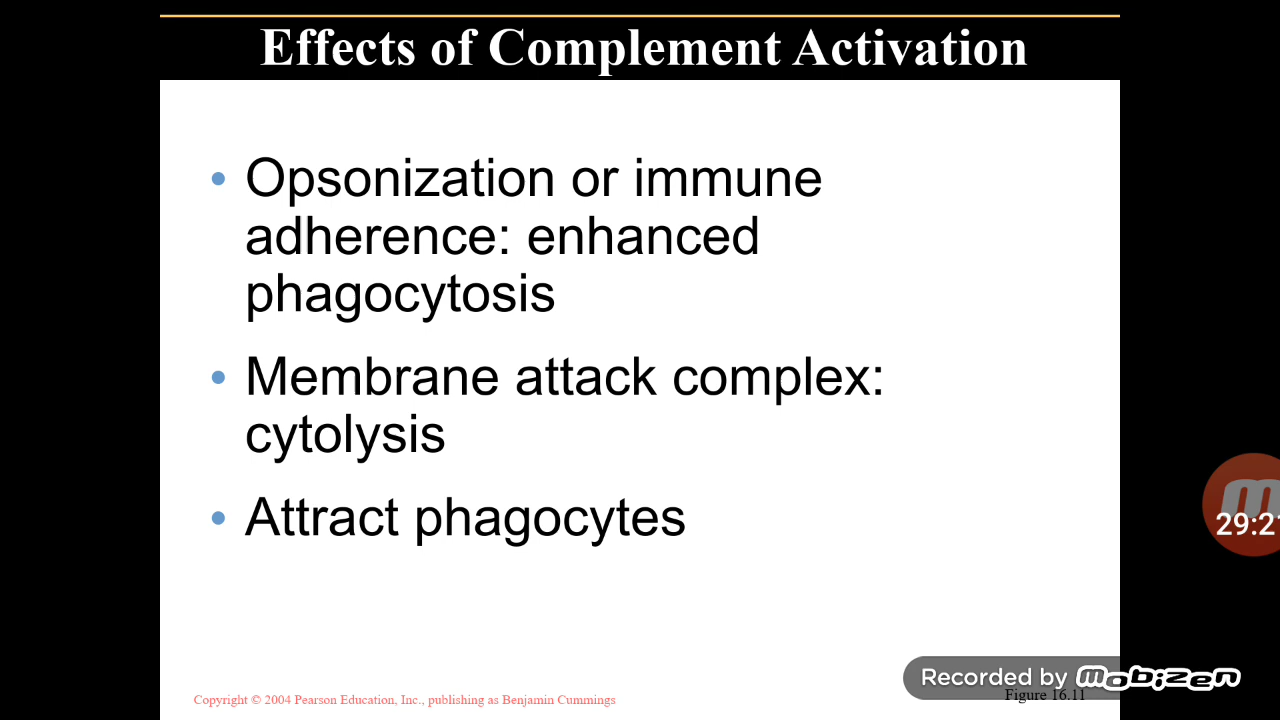 Effects of Complement Activation
• Opsonization or immune
adherence: enhanced
phagocytosis
• Membrane attack complex:
cytolysis
• Attract phagocytes
29:21
Recorded by mobizen
Copyright © 2004 Pearson Education, Inc., publishing as Benjamin Cummings
Figure 16.11